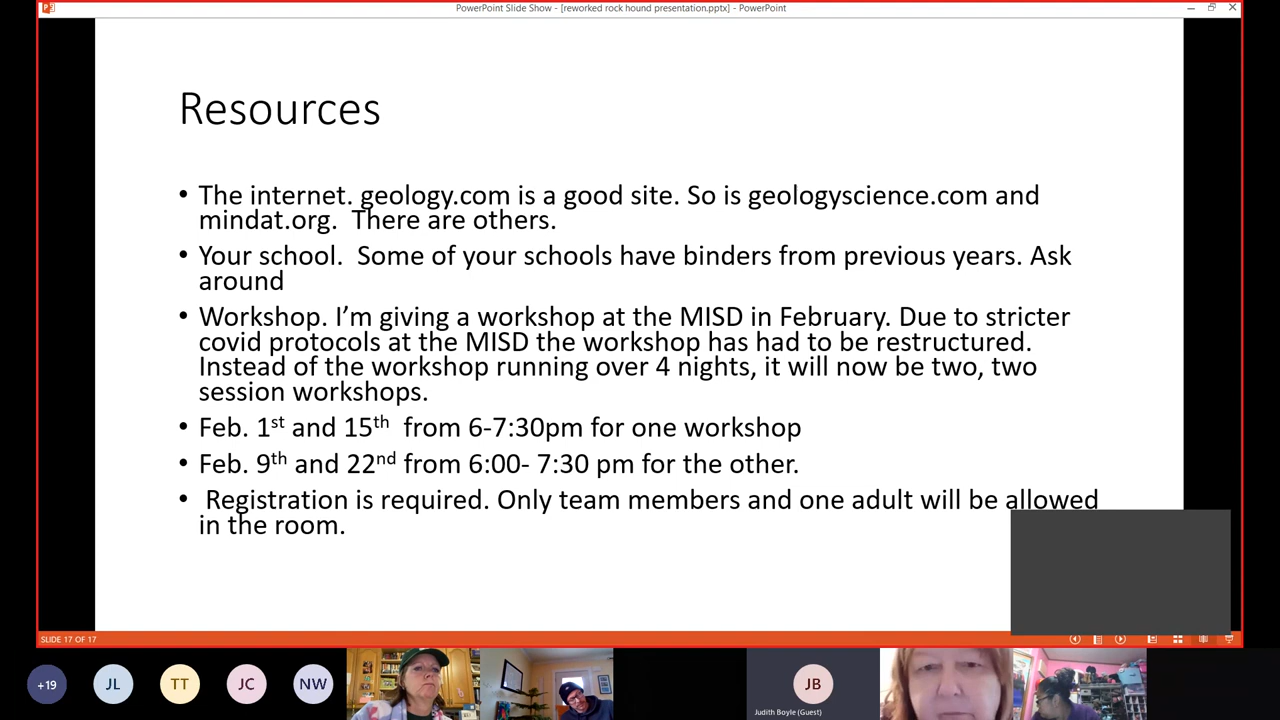 PowerPoint Slide Show - [reworked rock hound presentation.pptx] - PowerPoint
Resources
• The internet. geology.com is a good site. So is geologyscience.com and
mindat.org.  There are others.
• Your school.  Some of your schools have binders from previous years. Ask
around
• Workshop. I’m giving a workshop at the MISD in February. Due to stricter
covid protocols at the MISD the workshop has had to be restructured.
Instead of the workshop running over 4 nights, it will now be two, two
session workshops.
• Feb. 1st and 15th  from 6-7:30pm for one workshop
• Feb. 9th and 22nd from 6:00- 7:30 pm for the other.
•  Registration is required. Only team members and one adult will be allowed
in the room.
SLIDE 17 OF 17
+19 JL TT JC NW JB
Judith Boyle (Guest)